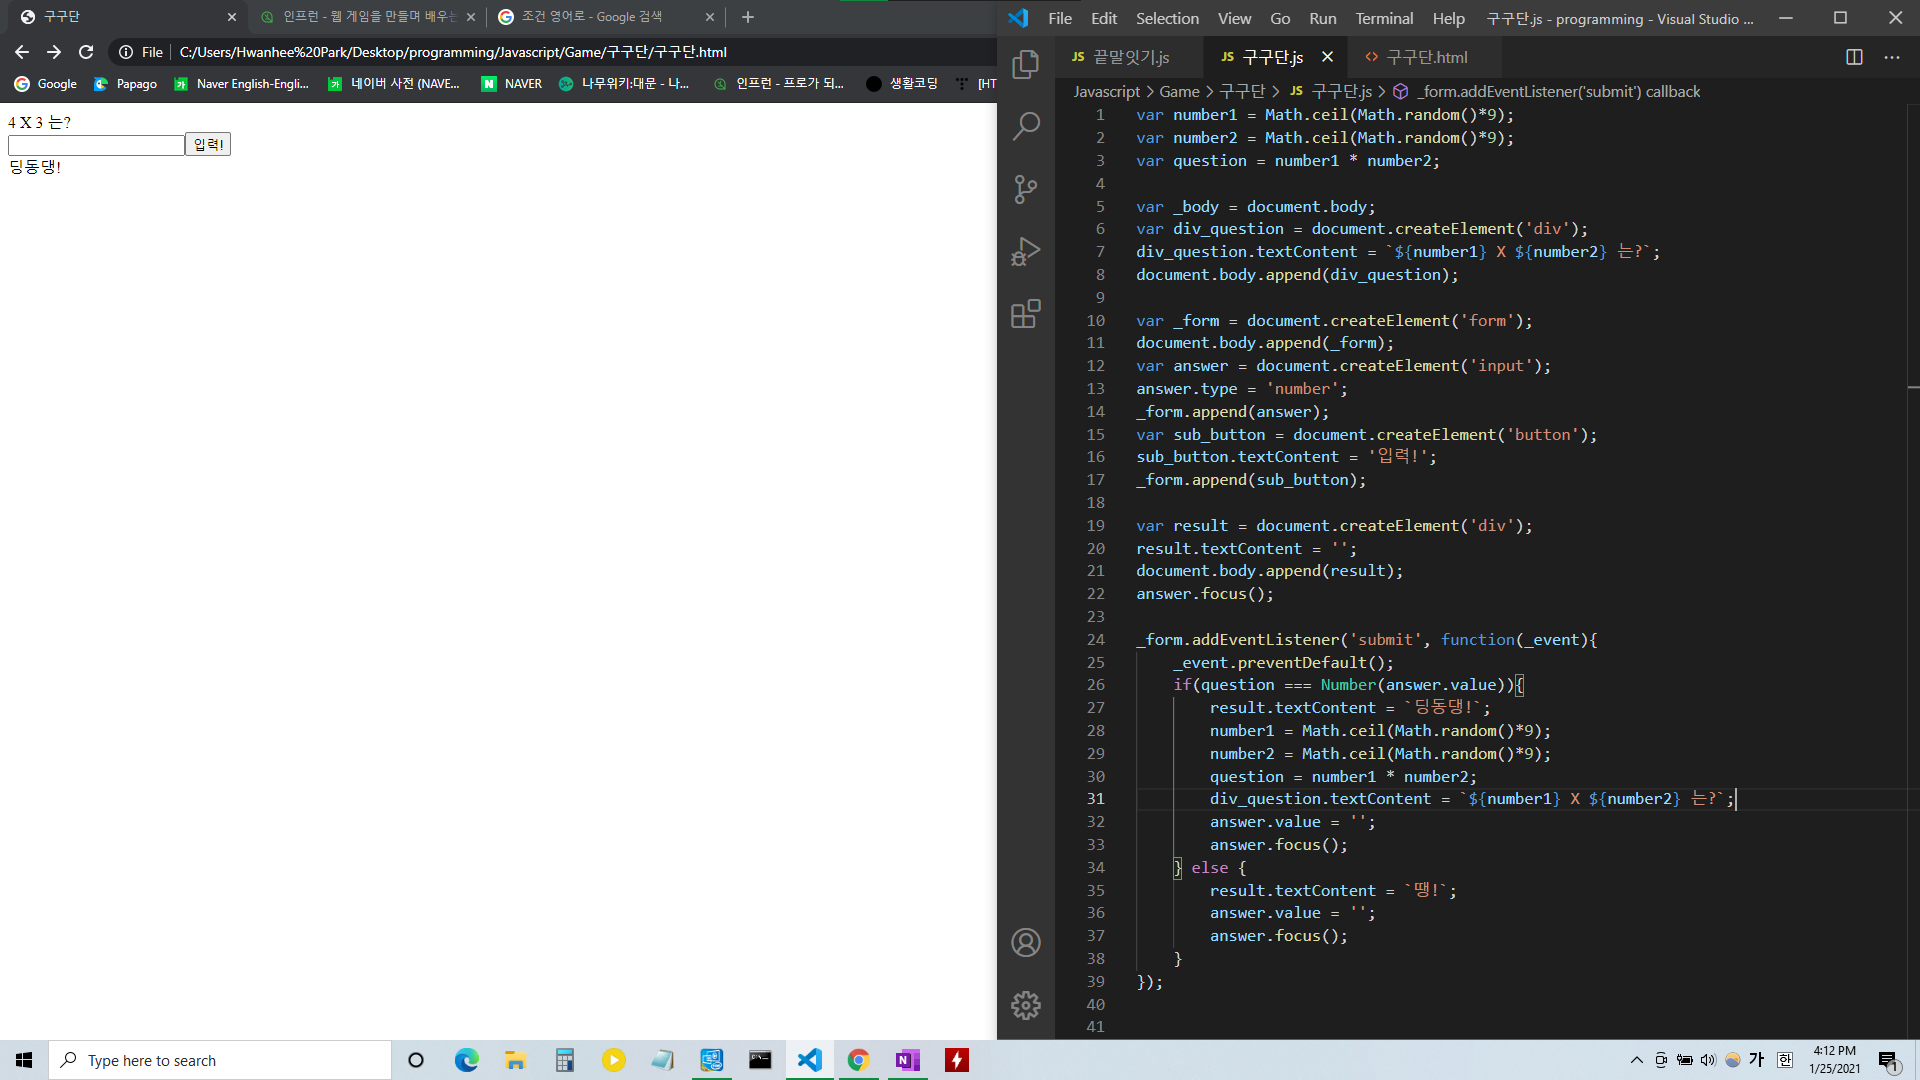 구구단
인프런 - 웹 게임을 만들며 배우는
조건 영어로 - Google 검색
File
C:/Users/Hwanhee%20Park/Desktop/programming/Javascript/Game/구구단/구구단.html
Google
Papago
Naver English-Engli...
네이버 사전 (NAVE...
NAVER
나무위키:대문 - 나...
인프런 - 프로가 되...
생활코딩
[HT
4 X 3 는?
입력!
딩동댕!
File Edit Selection View Go Run Terminal Help 구구단.js - programming - Visual Studio ...
JS 끝말잇기.js
JS 구구단.js
구구단.html
Javascript > Game > 구구단 > JS 구구단.js > _form.addEventListener('submit') callback
1 var number1 = Math.ceil(Math.random()*9);
2 var number2 = Math.ceil(Math.random()*9);
3 var question = number1 * number2;
4
5 var _body = document.body;
6 var div_question = document.createElement('div');
7 div_question.textContent = `${number1} X ${number2} 는?`;
8 document.body.append(div_question);
9
10 var _form = document.createElement('form');
11 document.body.append(_form);
12 var answer = document.createElement('input');
13 answer.type = 'number';
14 _form.append(answer);
15 var sub_button = document.createElement('button');
16 sub_button.textContent = '입력!';
17 _form.append(sub_button);
18
19 var result = document.createElement('div');
20 result.textContent = '';
21 document.body.append(result);
22 answer.focus();
23
24 _form.addEventListener('submit', function(_event){
25 _event.preventDefault();
26 if(question === Number(answer.value)){
27 result.textContent = `딩동댕!`;
28 number1 = Math.ceil(Math.random()*9);
29 number2 = Math.ceil(Math.random()*9);
30 question = number1 * number2;
31 div_question.textContent = `${number1} X ${number2} 는?`;
32 answer.value = '';
33 answer.focus();
34 } else {
35 result.textContent = `땡!`;
36 answer.value = '';
37 answer.focus();
38 }
39 });
40
41
Type here to search
가
한
4:12 PM
1/25/2021
1